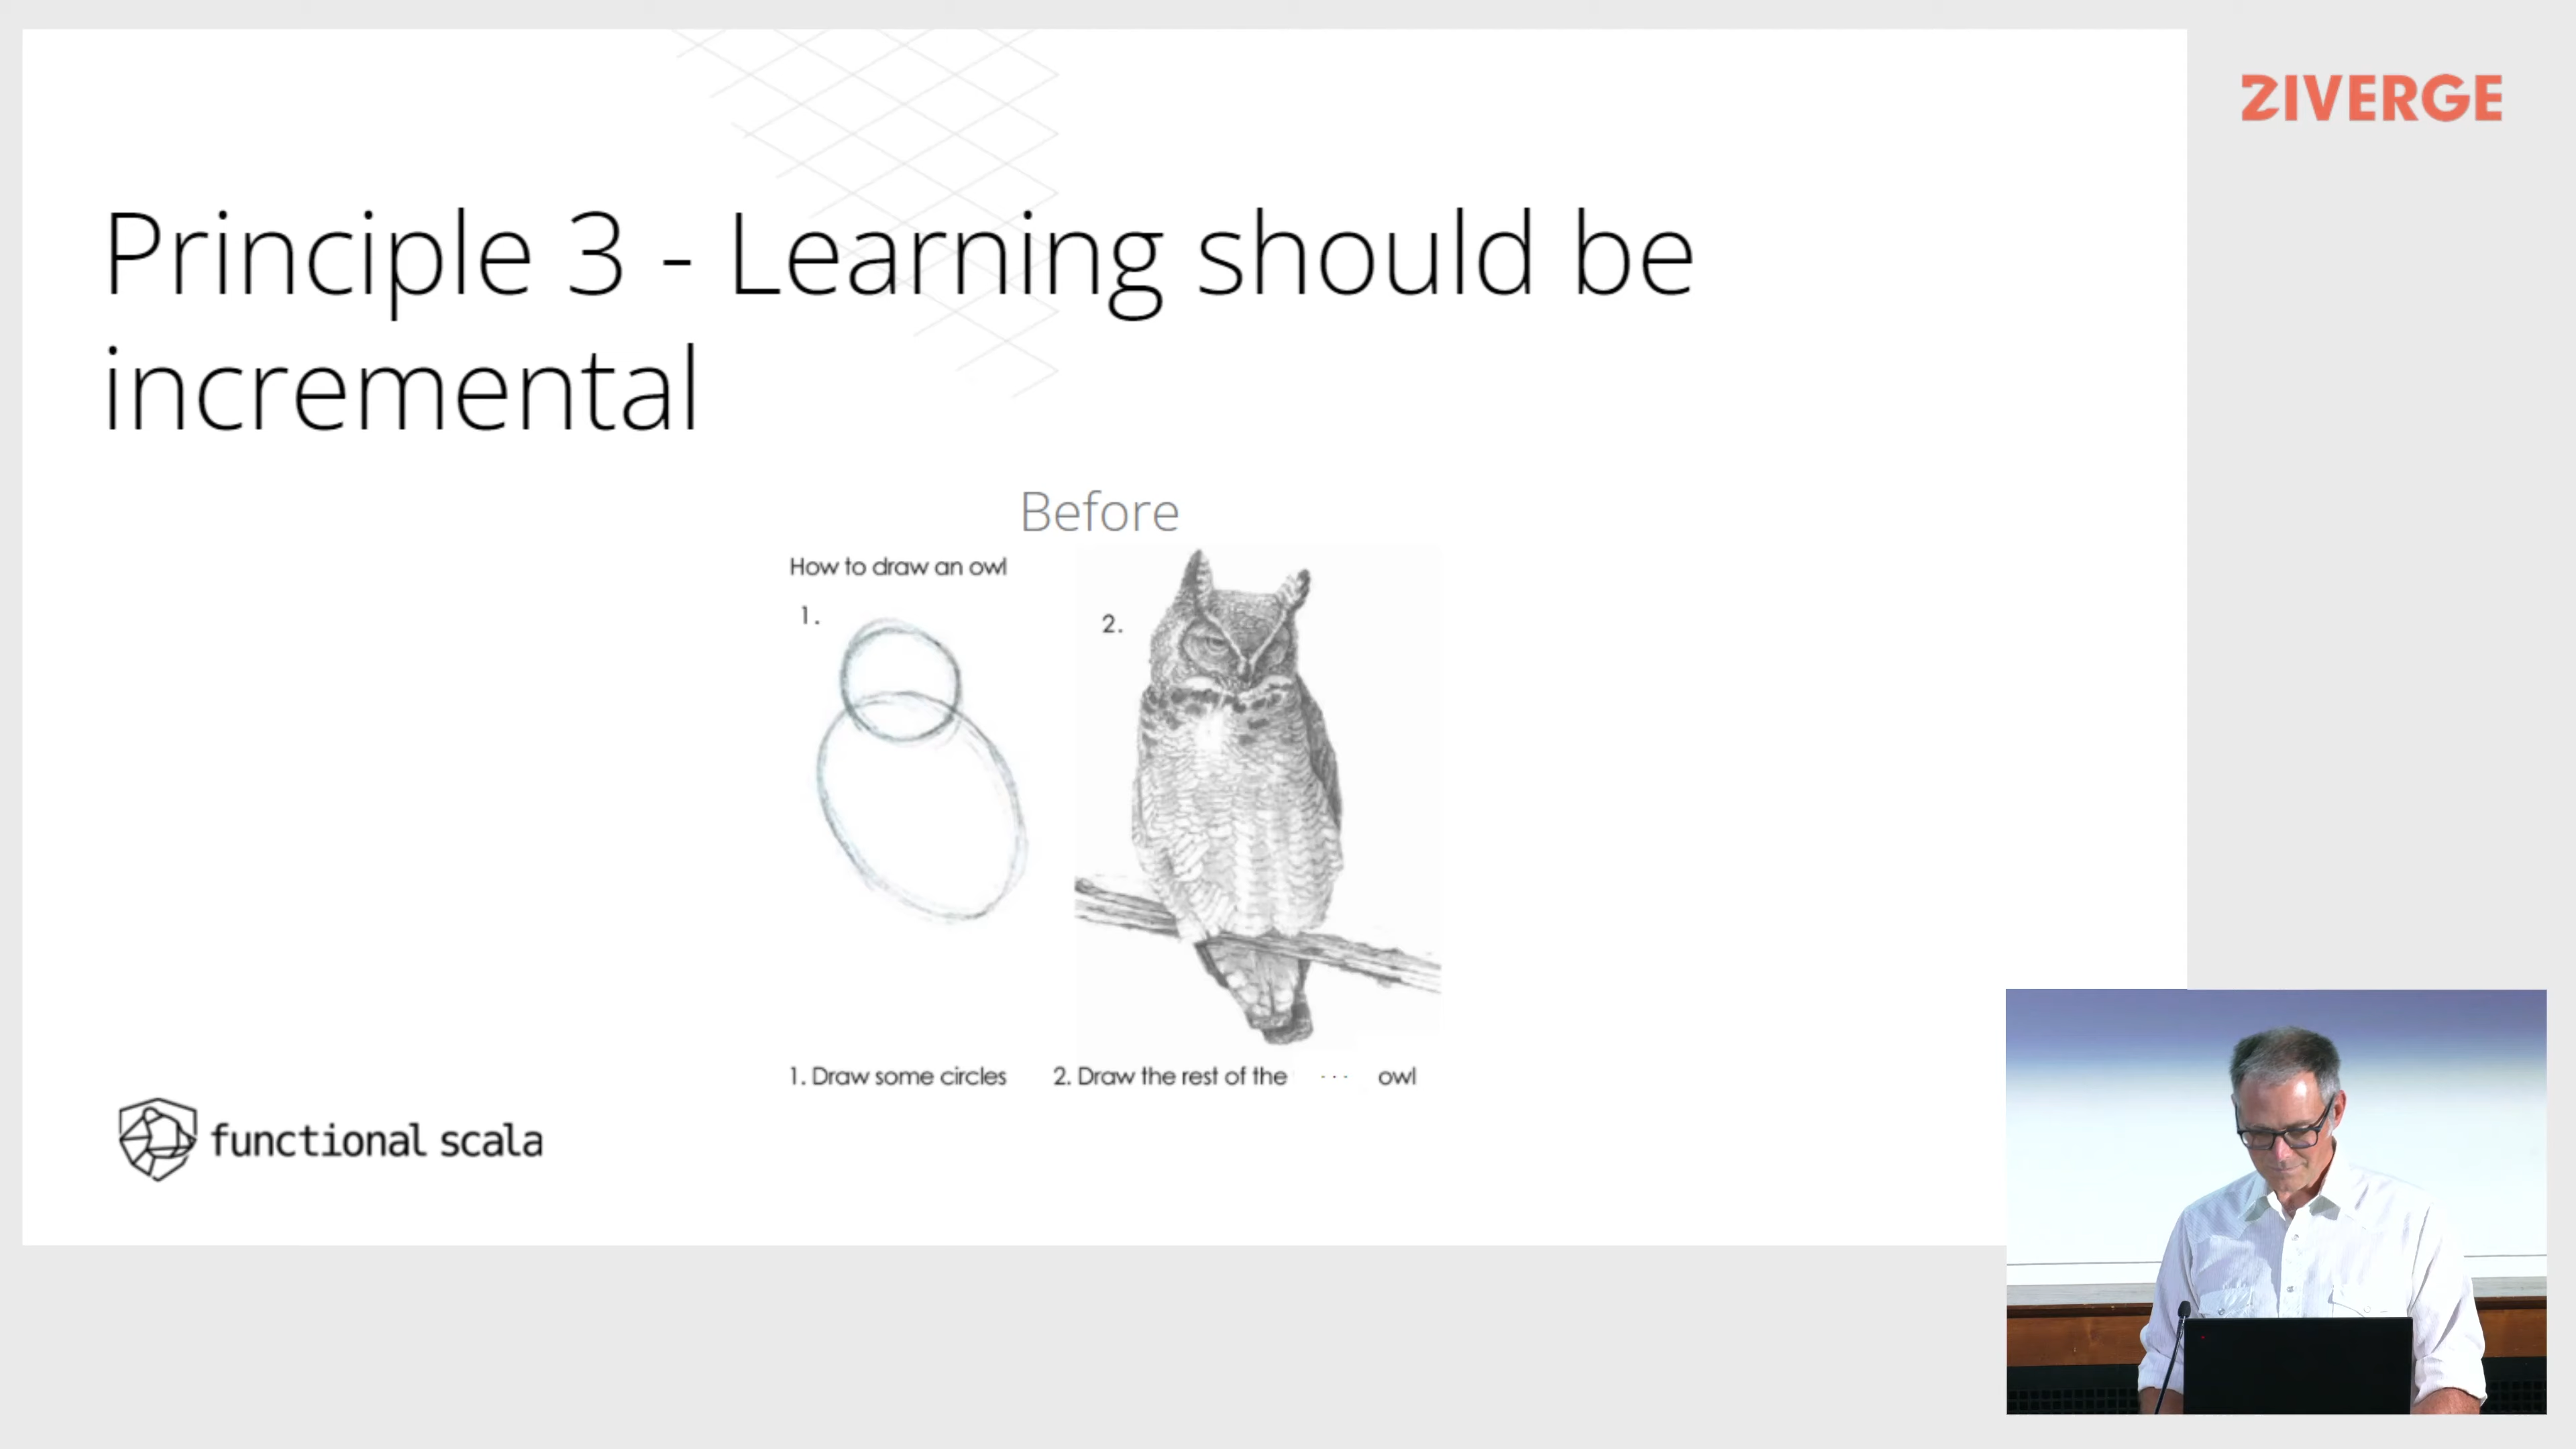 ZIVERGE
Principle 3 - Learning should be
incremental
Before
How to draw an owl
1.
2.
1. Draw some circles
2. Draw the rest of the ... owl
functional scala